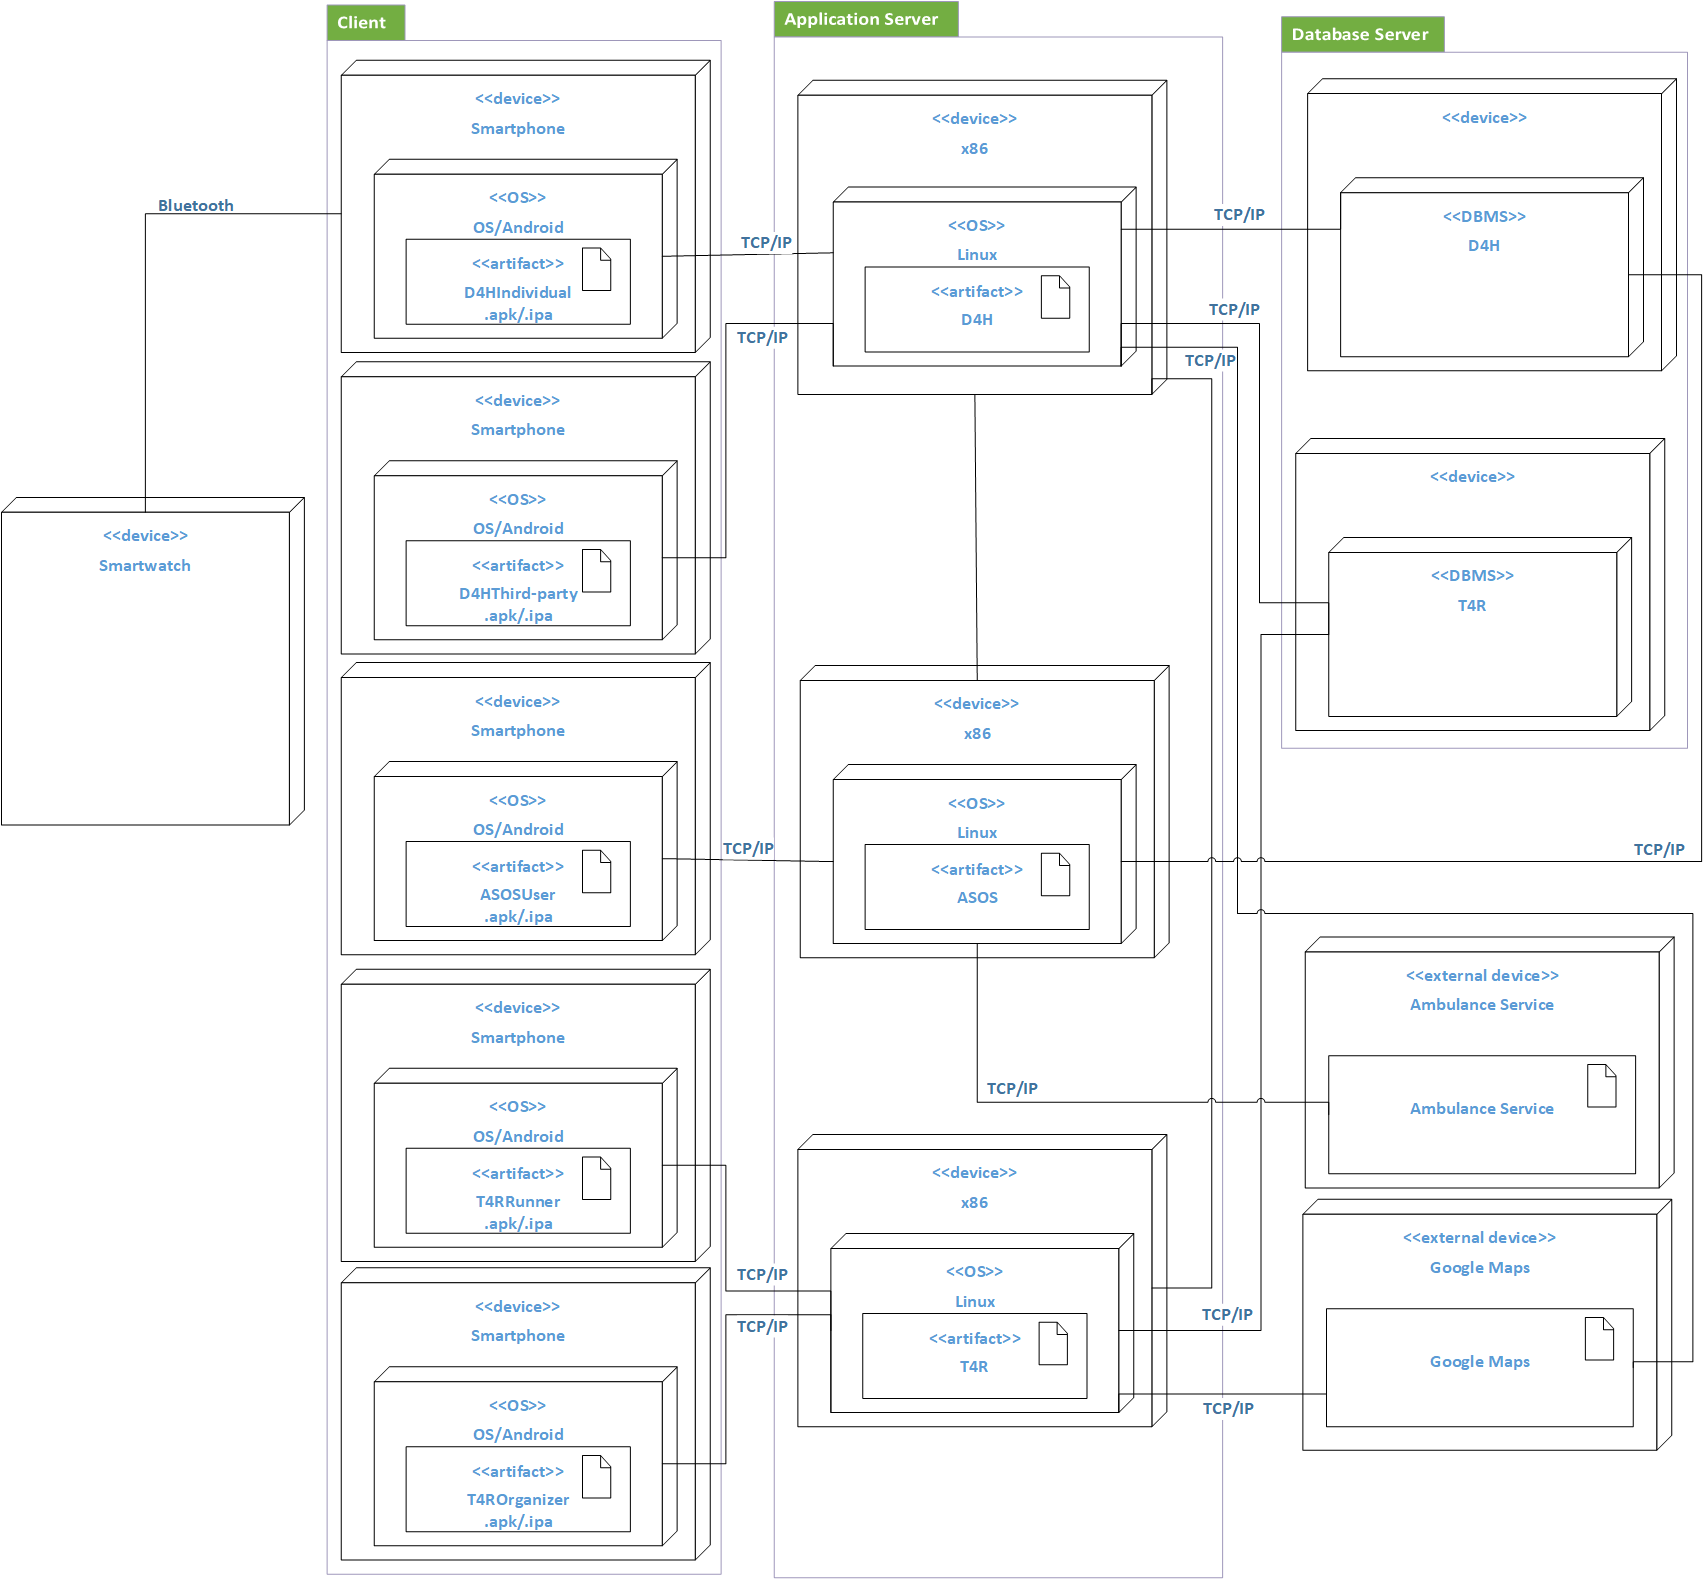 Client
<<device>>
Smartphone
<<OS>>
OS/Android
<<artifact>>
D4HIndividual
.apk/.ipa
<<device>>
Smartphone
<<OS>>
OS/Android
<<artifact>>
D4HThird-party
.apk/.ipa
<<device>>
Smartphone
<<OS>>
OS/Android
<<artifact>>
ASOSUser
.apk/.ipa
<<device>>
Smartphone
<<OS>>
OS/Android
<<artifact>>
T4RRunner
.apk/.ipa
<<device>>
Smartphone
<<OS>>
OS/Android
<<artifact>>
T4ROrganizer
.apk/.ipa
Bluetooth
<<device>>
Smartwatch
TCP/IP
TCP/IP
TCP/IP
TCP/IP
TCP/IP
Application Server
<<device>>
x86
<<OS>>
Linux
<<artifact>>
D4H
<<device>>
x86
<<OS>>
Linux
<<artifact>>
ASOS
TCP/IP
<<device>>
x86
<<OS>>
Linux
<<artifact>>
T4R
TCP/IP
TCP/IP
TCP/IP
TCP/IP
TCP/IP
TCP/IP
Database Server
<<device>>
<<DBMS>>
D4H
<<device>>
<<DBMS>>
T4R
<<external device>>
Ambulance Service
Ambulance Service
<<external device>>
Google Maps
Google Maps